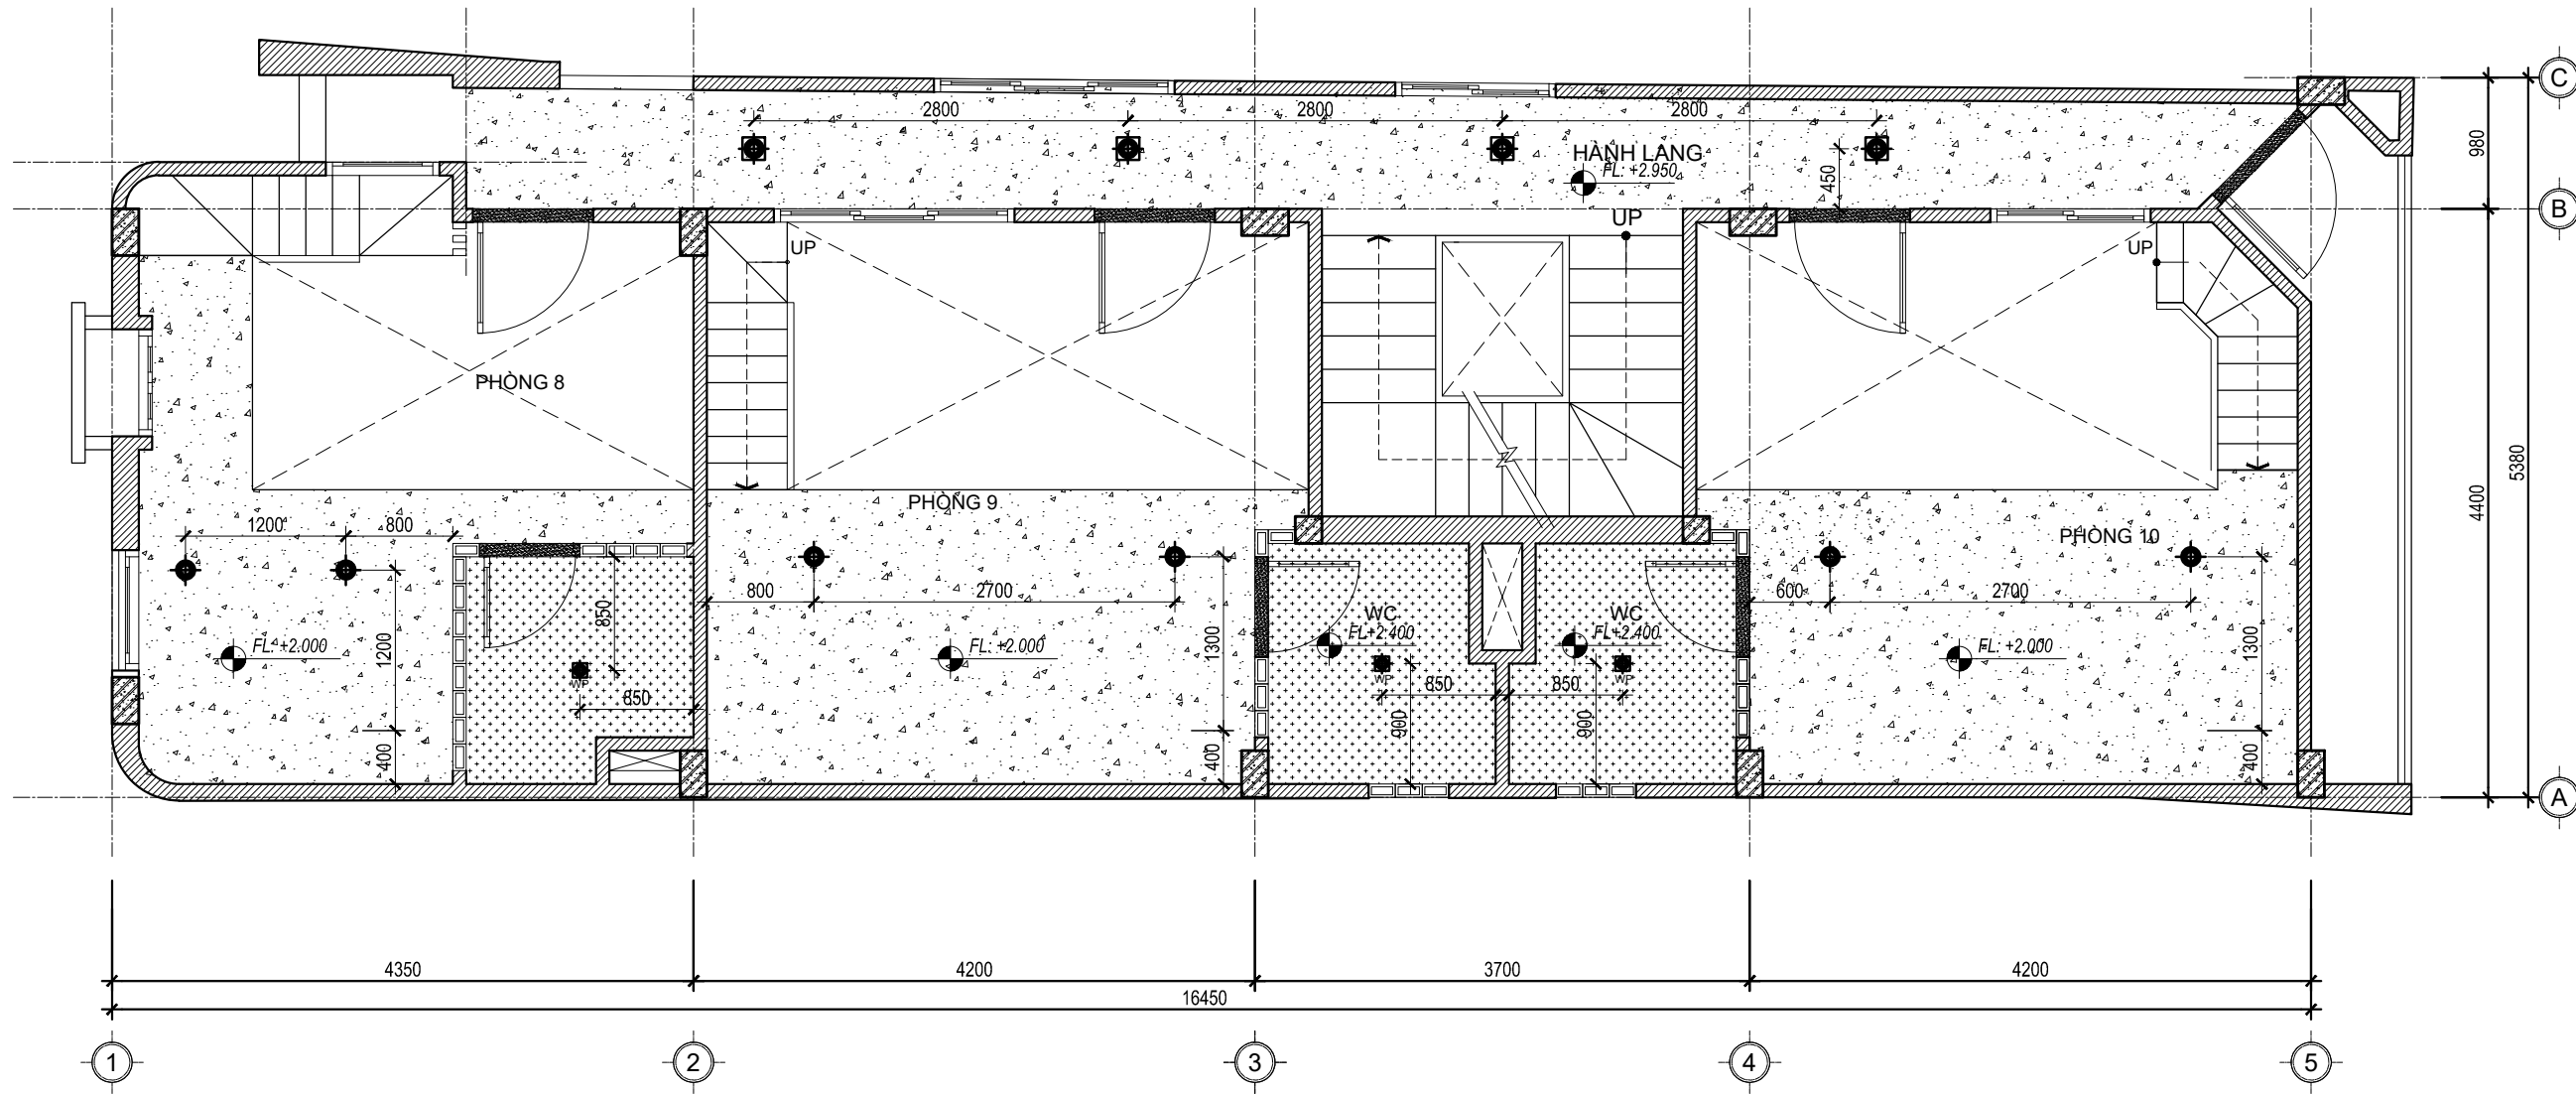 C
2800
2800
2800
980
HÀNH LANG
FL: +2.950
450
B
UP
UP
UP
PHÒNG 8
5380
4400
PHÒNG 9
1200
800
PHÒNG 10
800
2700
600
2700
850
WC
FL+2.400
WC
FL+2.400
FL: +2.000
1200
FL: +2.000
1300
FL: +2.000
1300
WP
850
WP
850
850
WP
900
900
400
400
400
A
4350
4200
3700
4200
16450
1
2
3
4
5